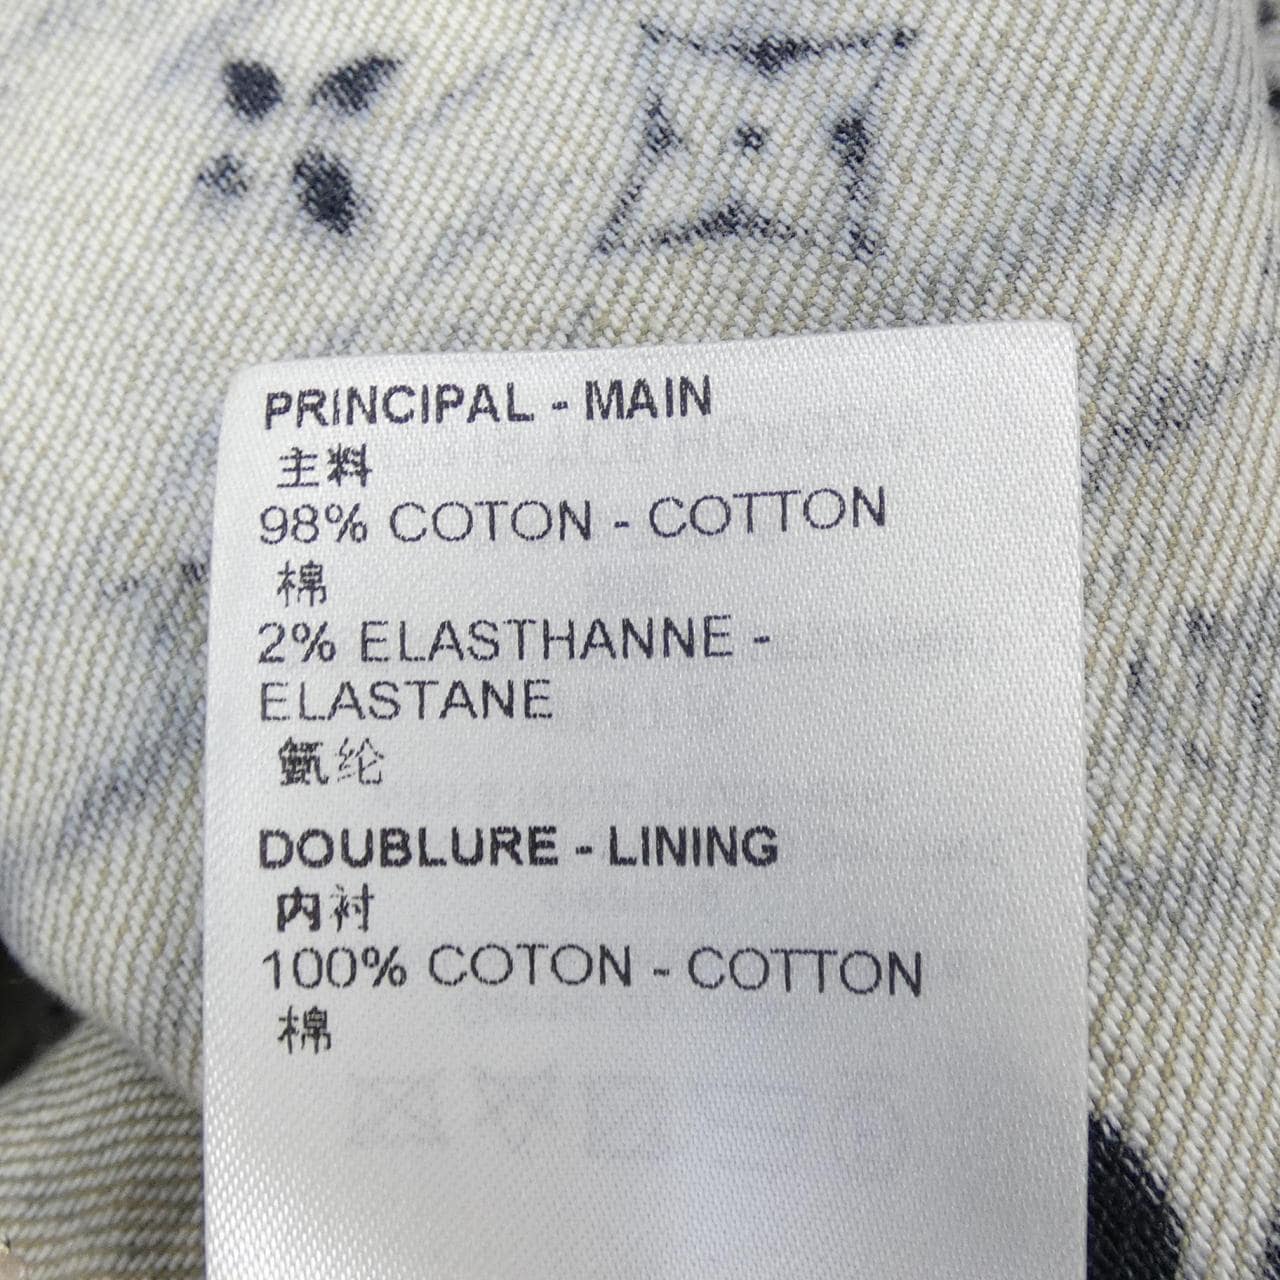 PRINCIPAL - MAIN
主料
98% COTON - COTTON
棉
2% ELASTHANNE -
ELASTANE
氨纶
DOUBLURE - LINING
内衬
100% COTON - COTTON
棉